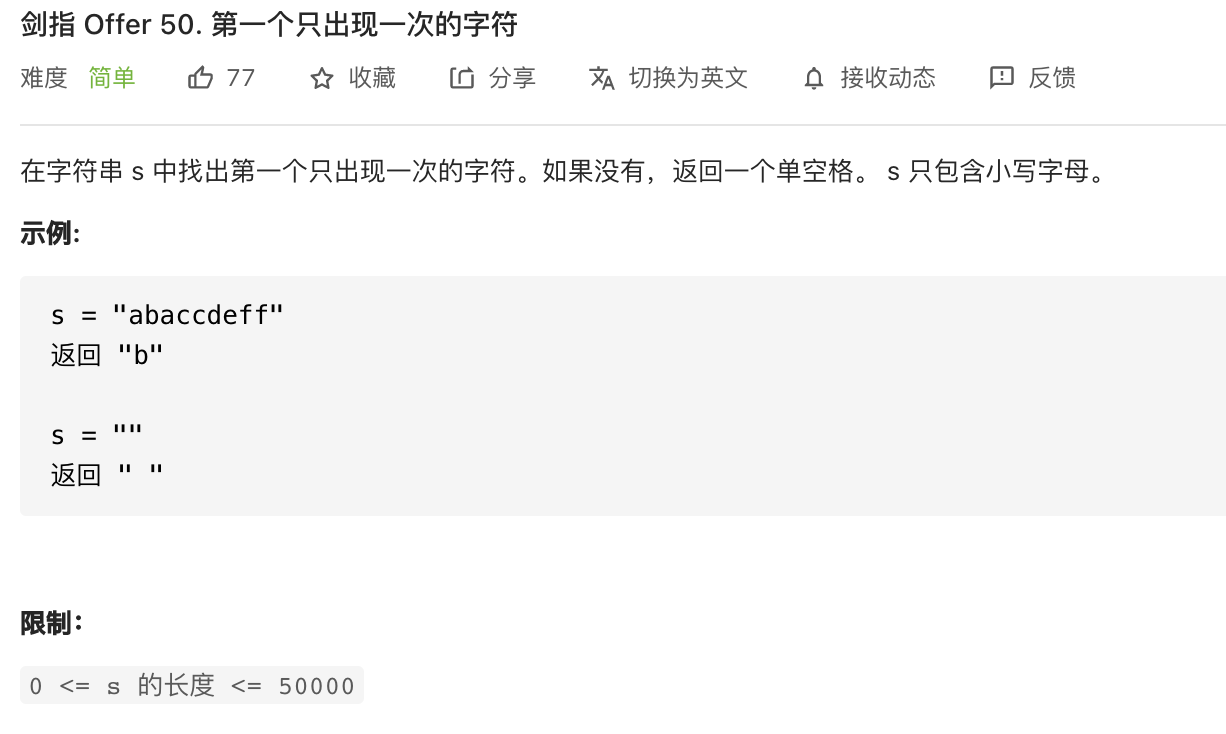 剑指 Offer 50. 第一个只出现一次的字符
难度 简单 77 收藏 分享 切换为英文 接收动态 反馈
在字符串 s 中找出第一个只出现一次的字符。如果没有，返回一个单空格。 s 只包含小写字母。
示例:
s = "abaccdeff"
返回 "b"
s = ""
返回 " "
限制：
0 <= s 的长度 <= 50000